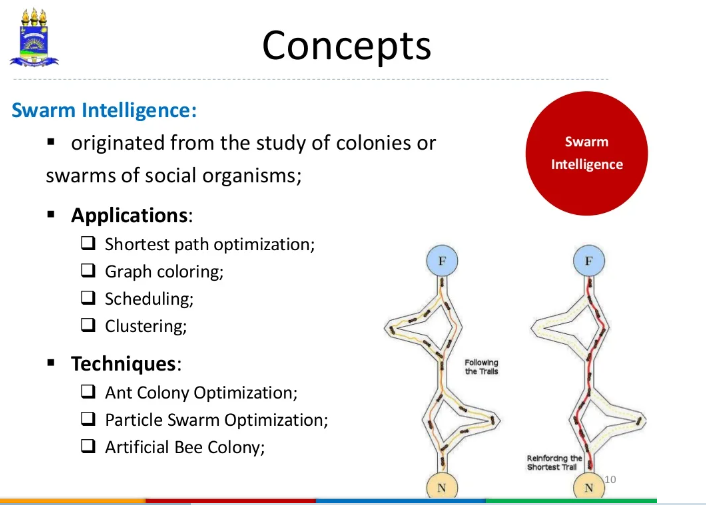 Concepts
Swarm Intelligence:
originated from the study of colonies or
swarms of social organisms;
Applications:
Shortest path optimization;
Graph coloring;
Scheduling;
Clustering;
Techniques:
Ant Colony Optimization;
Particle Swarm Optimization;
Artificial Bee Colony;
Swarm
Intelligence
F
F
Following
the Trails
Reinfording the
Shortest Trail
N
N
10